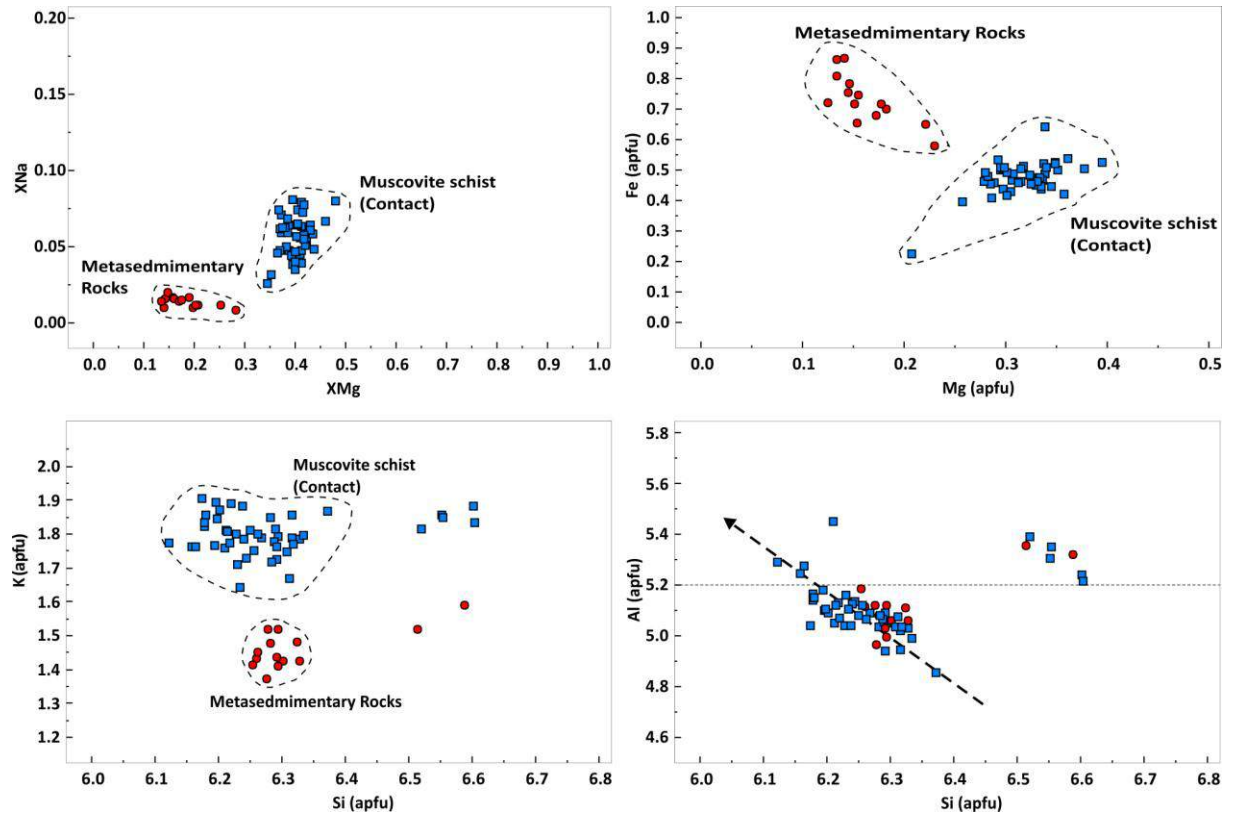 0.20
0.15
0.10
0.05
0.00
XNa
Muscovite schist
(Contact)
Metasedmimentary
Rocks
0.0 0.1 0.2 0.3 0.4 0.5 0.6 0.7 0.8 0.9 1.0
XMg
1.0
0.9
0.8
0.7
0.6
0.5
0.4
0.3
0.2
0.1
0.0
Fe (apfu)
Metasedmimentary Rocks
Muscovite schist
(Contact)
0.0 0.1 0.2 0.3 0.4 0.5
Mg (apfu)
2.0
1.9
1.8
1.7
1.6
1.5
1.4
1.3
1.2
K (apfu)
Muscovite schist
(Contact)
Metasedmimentary Rocks
6.0 6.1 6.2 6.3 6.4 6.5 6.6 6.7 6.8
Si (apfu)
5.8
5.6
5.4
5.2
5.0
4.8
4.6
Al (apfu)
6.0 6.1 6.2 6.3 6.4 6.5 6.6 6.7 6.8
Si (apfu)